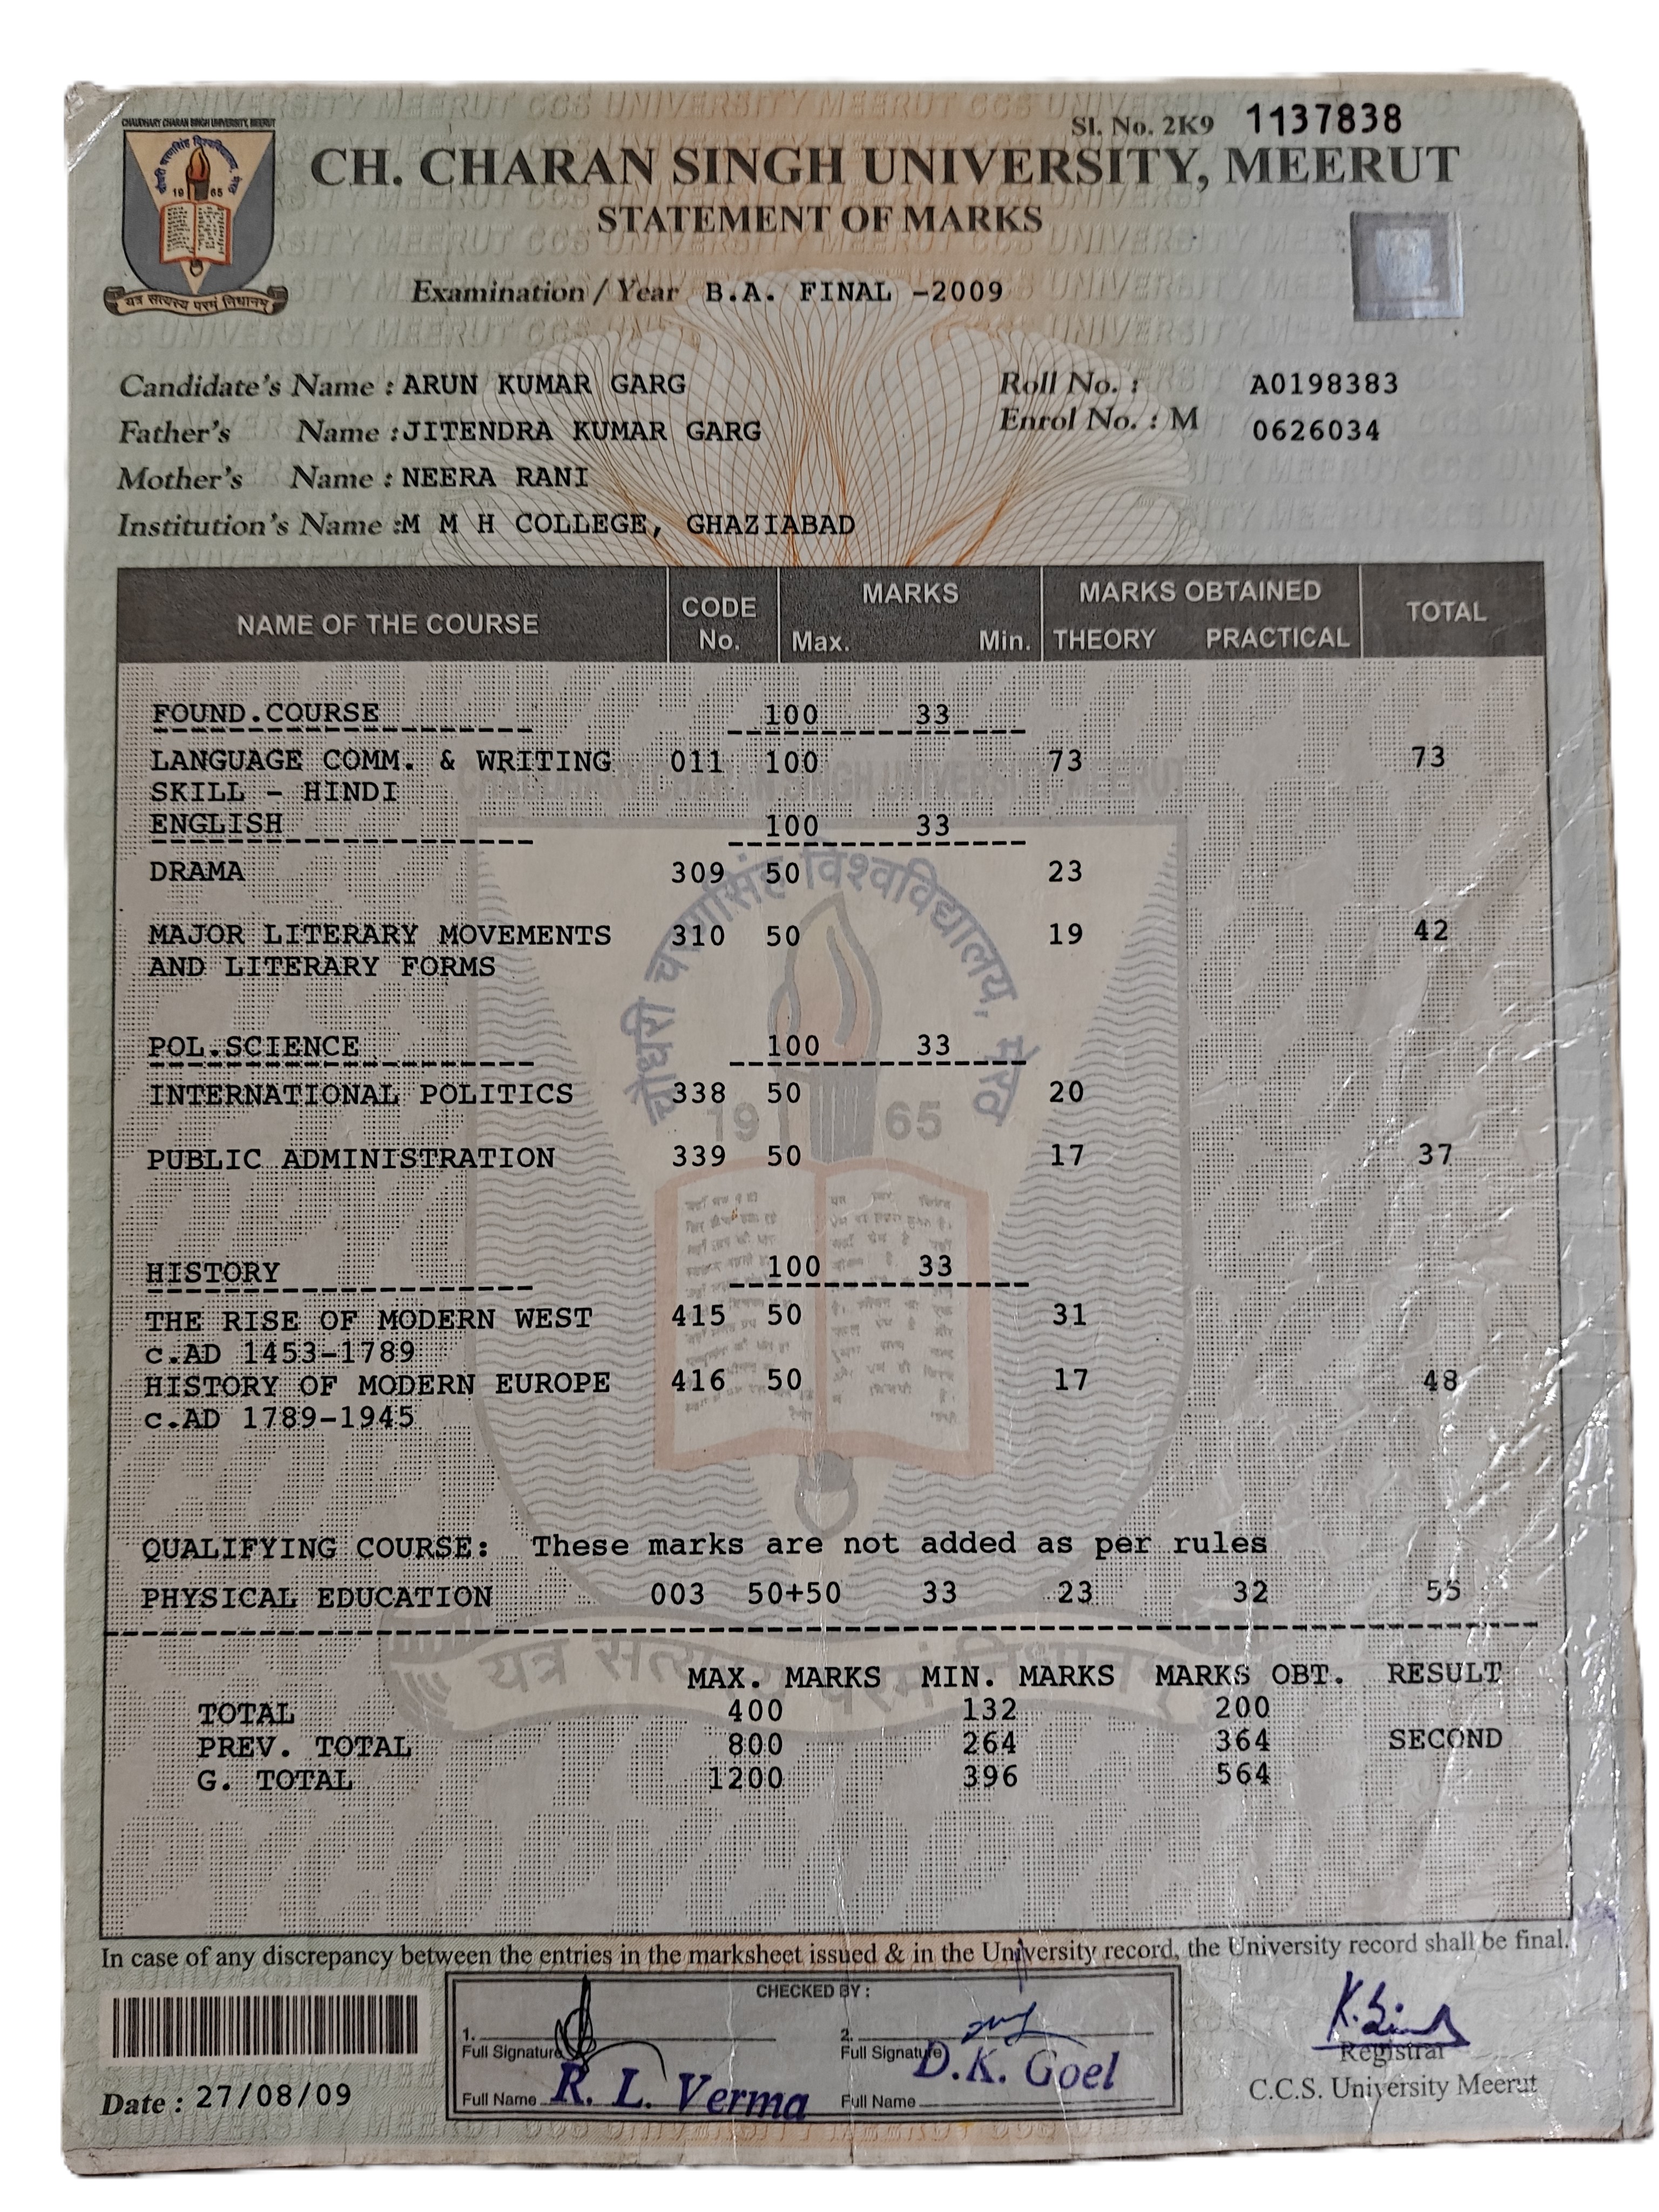 CHAUDHARY CHARAN SINGH UNIVERSITY, MEERUT
Sl. No. 2K9 1137838
CH. CHARAN SINGH UNIVERSITY, MEERUT
STATEMENT OF MARKS
19 65
यत्र सत्यस्य परमं निधानम्
Examination / Year B.A. FINAL -2009
Candidate's Name : ARUN KUMAR GARG Roll No. : A0198383
Father's Name : JITENDRA KUMAR GARG Enrol No. : M 0626034
Mother's Name : NEERA RANI
Institution's Name : M M H COLLEGE, GHAZIABAD
NAME OF THE COURSE CODE No. MARKS Max. Min. MARKS OBTAINED THEORY PRACTICAL TOTAL
FOUND.COURSE 100 33
LANGUAGE COMM. & WRITING 011 100 73 73
SKILL - HINDI
ENGLISH 100 33
DRAMA 309 50 23
MAJOR LITERARY MOVEMENTS 310 50 19 42
AND LITERARY FORMS
POL.SCIENCE 100 33
INTERNATIONAL POLITICS 338 50 20
PUBLIC ADMINISTRATION 339 50 17 37
HISTORY 100 33
THE RISE OF MODERN WEST 415 50 31
c.AD 1453-1789
HISTORY OF MODERN EUROPE 416 50 17 48
c.AD 1789-1945
QUALIFYING COURSE: These marks are not added as per rules
PHYSICAL EDUCATION 003 50+50 33 23 32 55
MAX. MARKS MIN. MARKS MARKS OBT. RESULT
TOTAL 400 132 200
PREV. TOTAL 800 264 364 SECOND
G. TOTAL 1200 396 564
In case of any discrepancy between the entries in the marksheet issued & in the University record, the University record shall be final.
CHECKED BY :
1. 2.
Full Signature Full Signature
Full Name R. L. Verma Full Name D.K. Goel
Registrar
C.C.S. University Meerut
Date : 27/08/09